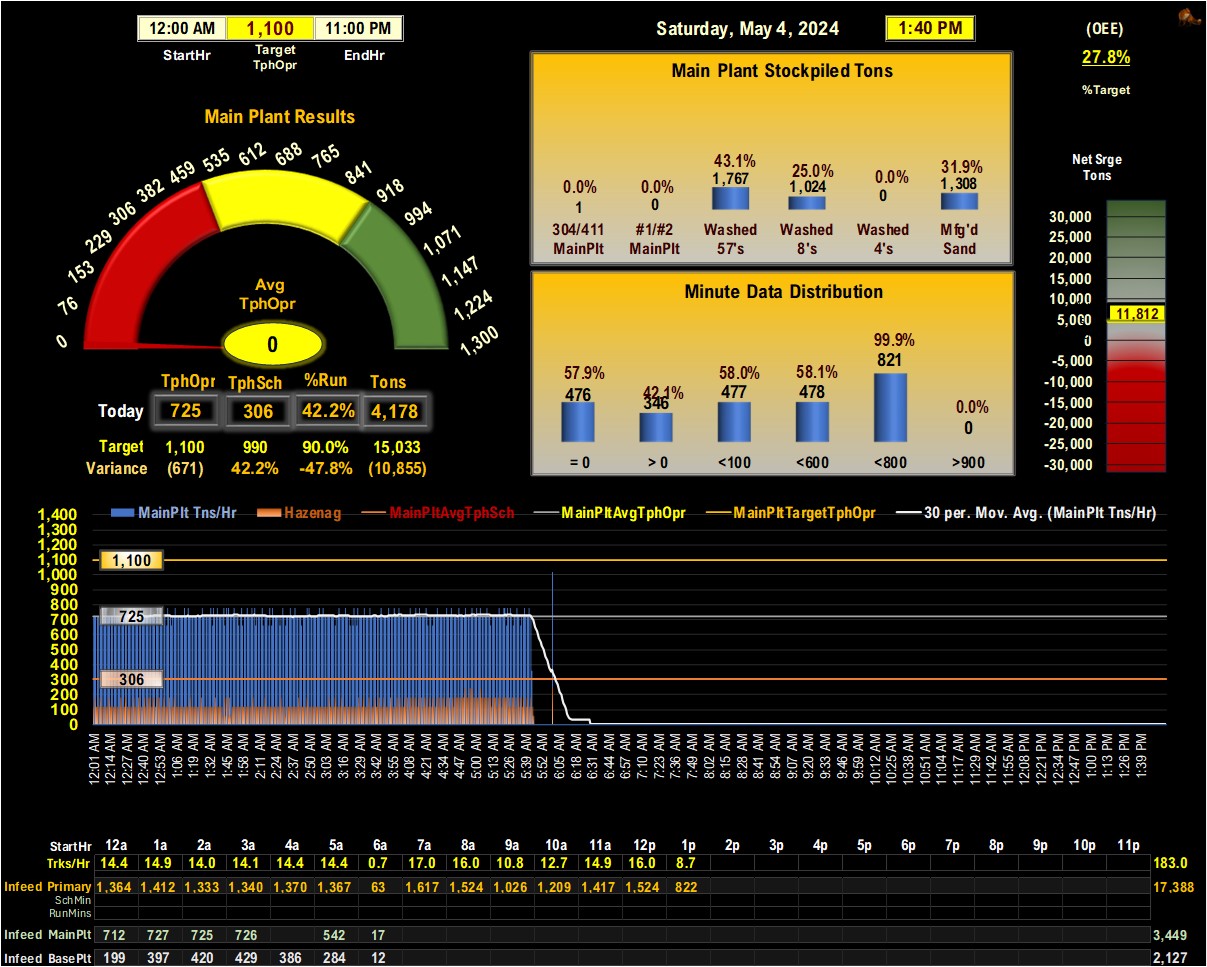 12:00 AM 1,100 11:00 PM
StartHr Target TphOpr EndHr
Saturday, May 4, 2024 1:40 PM
(OEE)
27.8%
%Target
Main Plant Results
0 76 153 229 306 382 459 535 612 688 765 841 918 994 1,071 1,147 1,224 1,300
Avg
TphOpr
0
TphOpr TphSch %Run Tons
Today 725 306 42.2% 4,178
Target 1,100 990 90.0% 15,033
Variance (671) 42.2% -47.8% (10,855)
Main Plant Stockpiled Tons
0.0% 0.0% 43.1% 25.0% 0.0% 31.9%
1 0 1,767 1,024 0 1,308
304/411 #1/#2 Washed Washed Washed Mfg'd
MainPlt MainPlt 57's 8's 4's Sand
Minute Data Distribution
57.9% 42.1% 58.0% 58.1% 99.9% 0.0%
476 346 477 478 821 0
= 0 > 0 <100 <600 <800 >900
Net Srge
Tons
30,000
25,000
20,000
15,000
10,000
5,000 11,812
0
-5,000
-10,000
-15,000
-20,000
-25,000
-30,000
MainPlt Tns/Hr Hazenag MainPltAvgTphSch MainPltAvgTphOpr MainPltTargetTphOpr 30 per. Mov. Avg. (MainPlt Tns/Hr)
1,400
1,300
1,200
1,100 1,100
1,000
900
800
700 725
600
500
400
300 306
200
100
0
12:01 AM 12:14 AM 12:27 AM 12:40 AM 12:53 AM 1:06 AM 1:19 AM 1:32 AM 1:45 AM 1:58 AM 2:11 AM 2:24 AM 2:37 AM 2:50 AM 3:03 AM 3:16 AM 3:29 AM 3:42 AM 3:55 AM 4:08 AM 4:21 AM 4:34 AM 4:47 AM 5:00 AM 5:13 AM 5:26 AM 5:39 AM 5:52 AM 6:05 AM 6:18 AM 6:31 AM 6:44 AM 6:57 AM 7:10 AM 7:23 AM 7:36 AM 7:49 AM 8:02 AM 8:15 AM 8:28 AM 8:41 AM 8:54 AM 9:07 AM 9:20 AM 9:33 AM 9:46 AM 9:59 AM 10:12 AM 10:25 AM 10:38 AM 10:51 AM 11:04 AM 11:17 AM 11:29 AM 11:42 AM 11:55 AM 12:08 PM 12:21 PM 12:34 PM 12:47 PM 1:00 PM 1:13 PM 1:26 PM 1:39 PM
StartHr 12a 1a 2a 3a 4a 5a 6a 7a 8a 9a 10a 11a 12p 1p 2p 3p 4p 5p 6p 7p 8p 9p 10p 11p
Trks/Hr 14.4 14.9 14.0 14.1 14.4 14.4 0.7 17.0 16.0 10.8 12.7 14.9 16.0 8.7 183.0
Infeed Primary 1,364 1,412 1,333 1,340 1,370 1,367 63 1,617 1,524 1,026 1,209 1,417 1,524 822 17,388
SchMin
RunMins
Infeed MainPlt 712 727 725 726 542 17 3,449
Infeed BasePlt 199 397 420 429 386 284 12 2,127